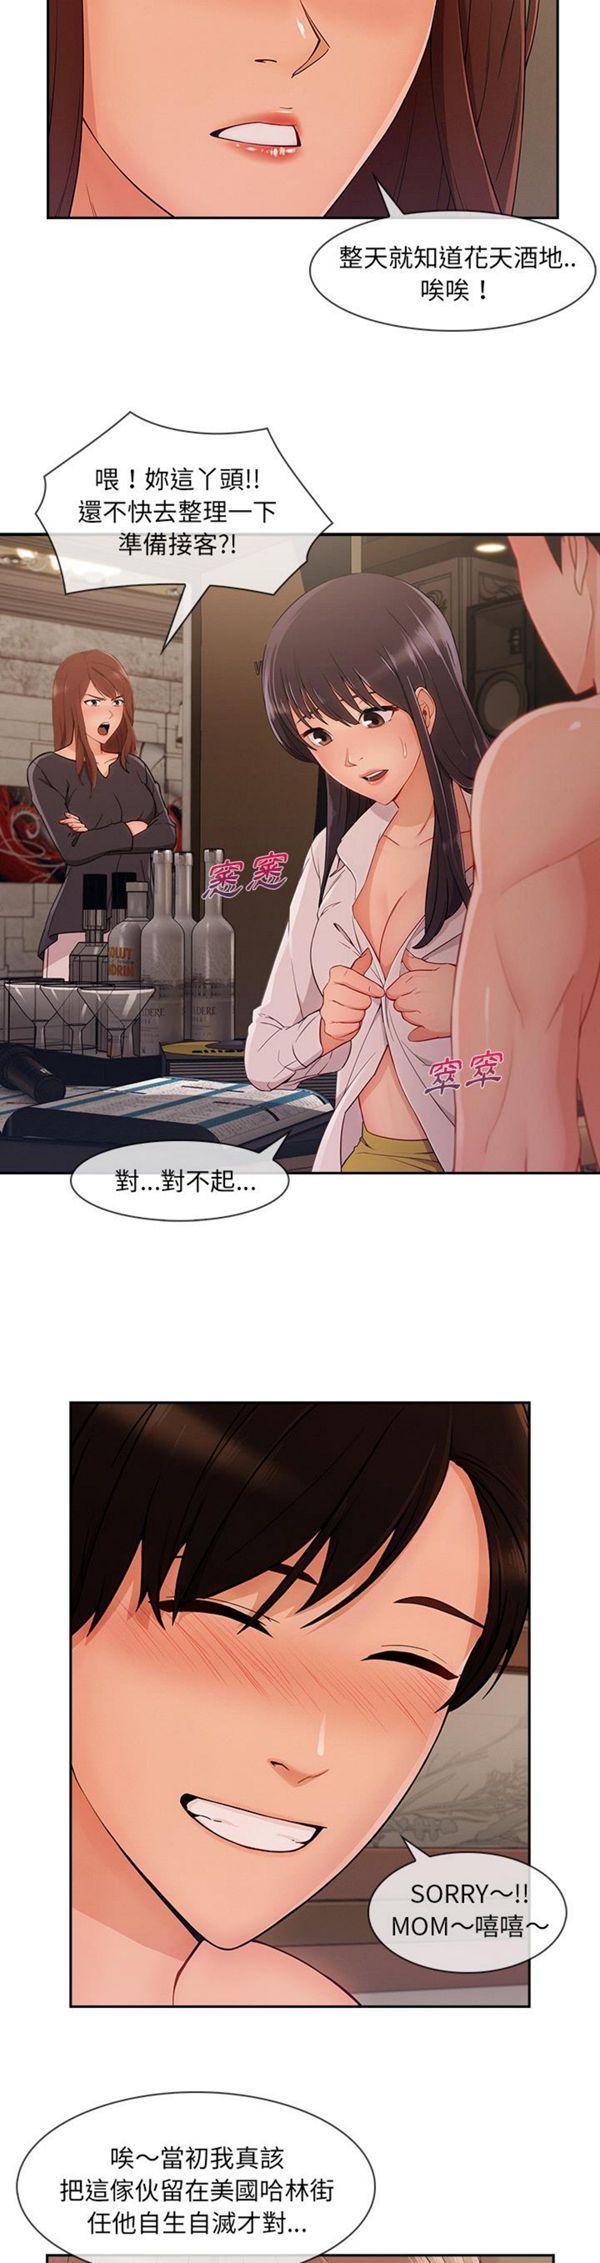 整天就知道花天酒地..
唉唉！
喂！妳這丫頭!!
還不快去整理一下
準備接客?!
窸窸
OLUT
NDRIN
VEDERE
窣窣
對...對不起...
SORRY～!!
MOM～嘻嘻～
唉～當初我真該
把這傢伙留在美國哈林街
任他自生自滅才對...